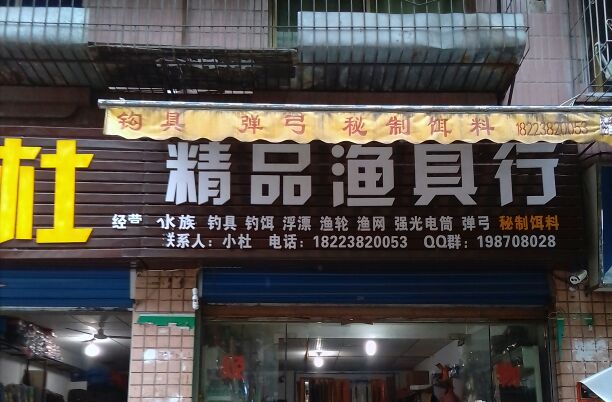 钓具 弹弓 秘制饵料 18223820053
杜 精品渔具行
经营 水族 钓具 钓饵 浮漂 渔轮 渔网 强光电筒 弹弓 秘制饵料
联系人：小杜 电话：18223820053 QQ群：198708028